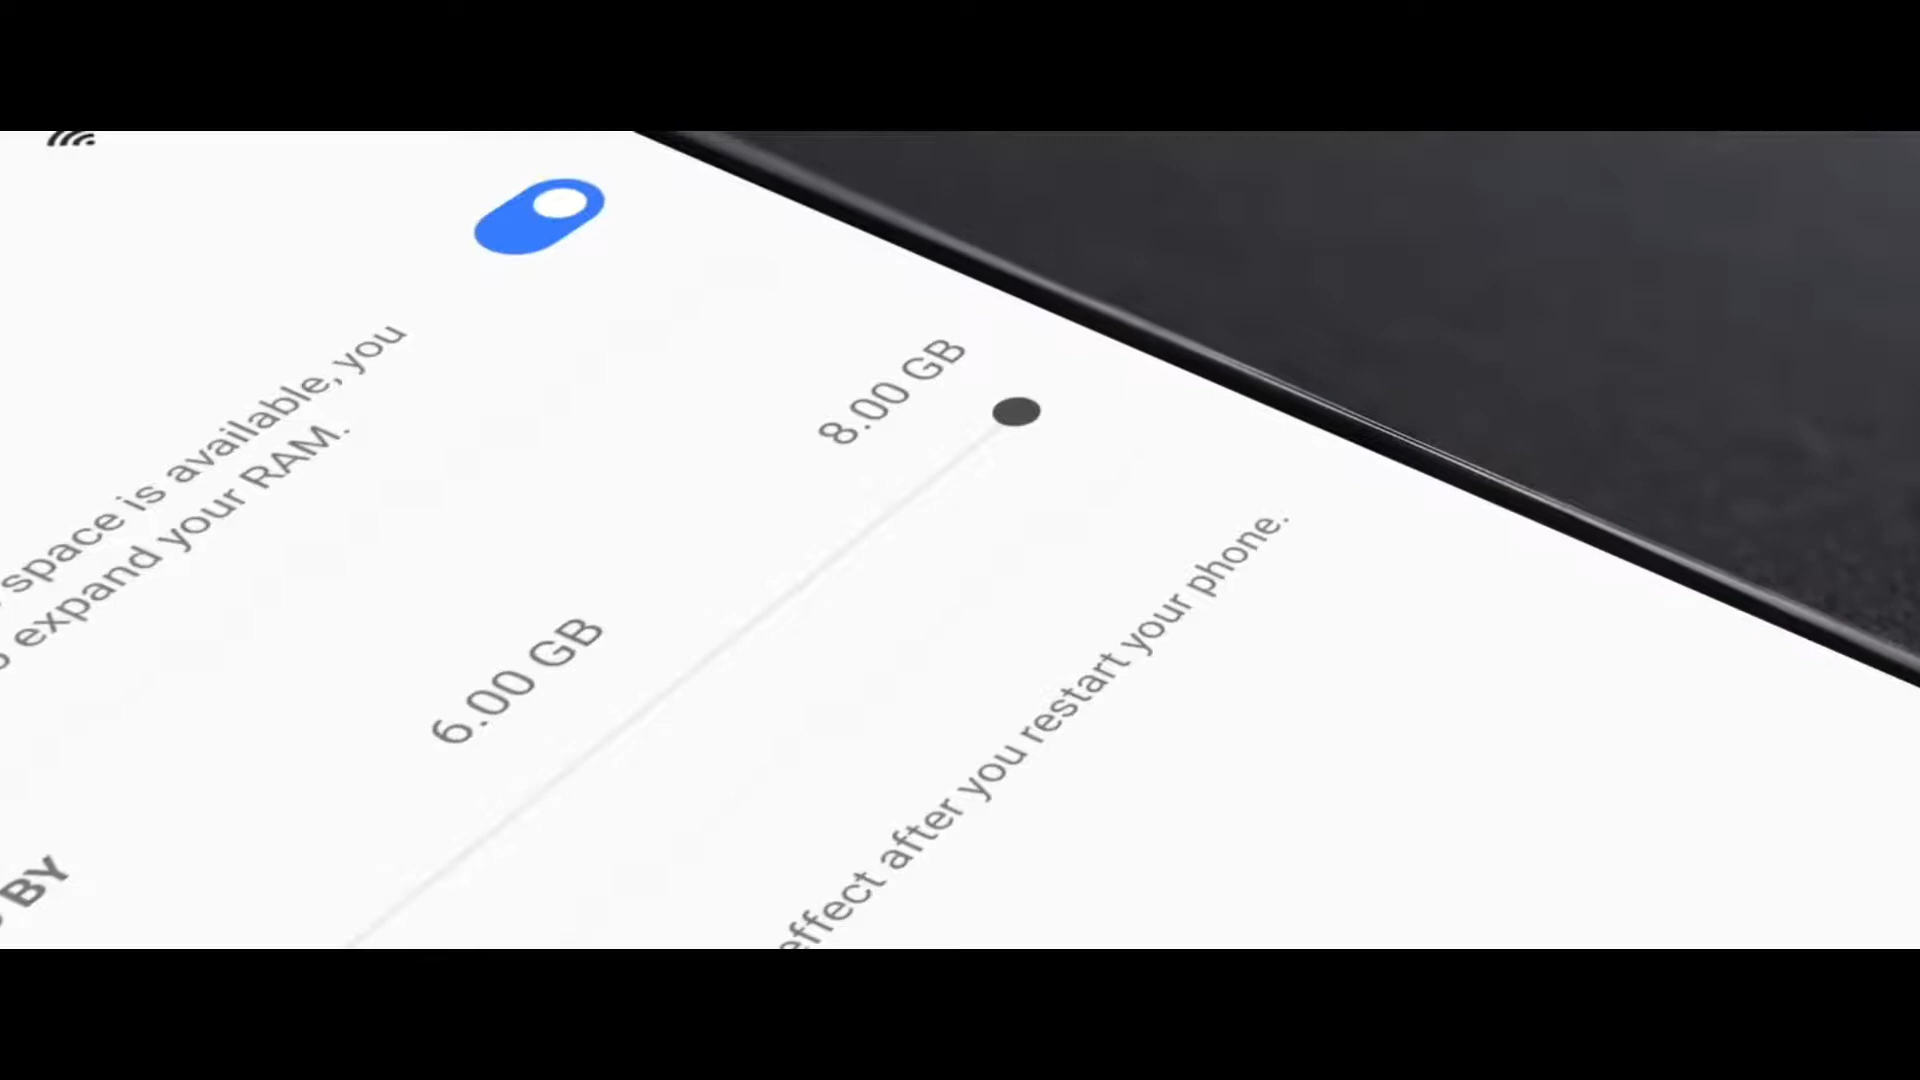 space is available, you
expand your RAM.
BY
6.00 GB
8.00 GB
effect after you restart your phone.